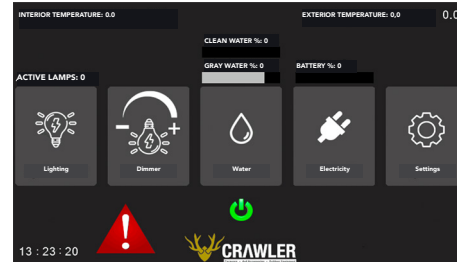 INTERIOR TEMPERATURE: 0.0
EXTERIOR TEMPERATURE: 0,0
0.0
CLEAN WATER %: 0
GRAY WATER %: 0
BATTERY %: 0
ACTIVE LAMPS: 0
Lighting
Dimmer
Water
Electricity
Settings
13 : 23 : 20
CRAWLER